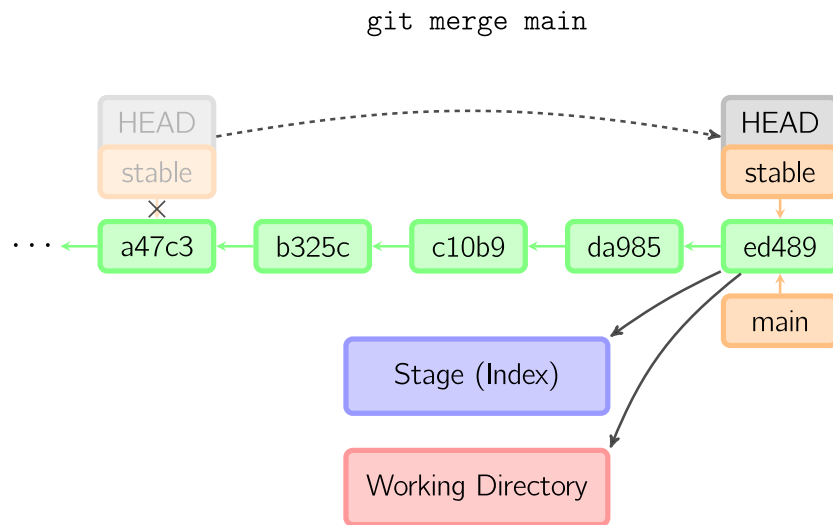 git merge main
HEAD
HEAD
stable
stable
... a47c3 b325c c10b9 da985 ed489
main
Stage (Index)
Working Directory